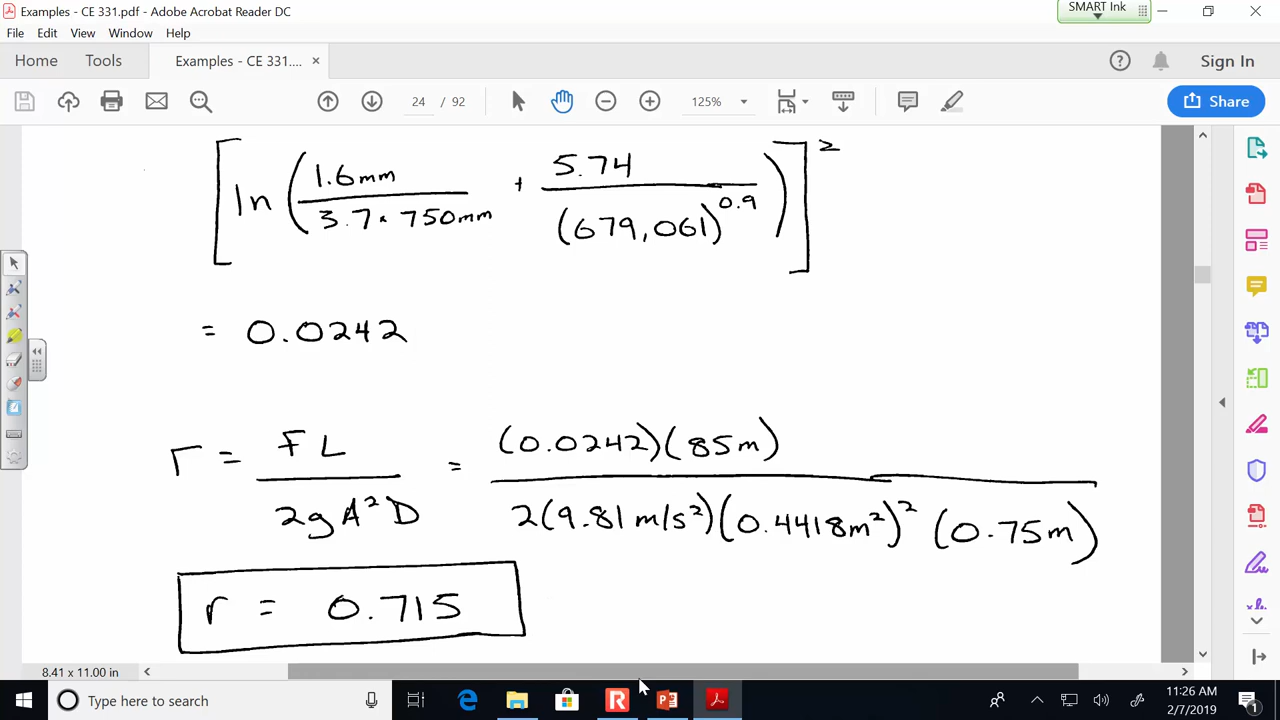 Examples - CE 331.pdf - Adobe Acrobat Reader DC
SMART Ink
File Edit View Window Help
Home Tools Examples - CE 331.... × Sign In
24 / 92 125% Share
[ln(1.6mm / 3.7 × 750mm + 5.74 / (679,061)^0.9)]^2
= 0.0242
r = fL / 2gA²D = (0.0242)(85m) / 2(9.81 m/s²)(0.4418m²)² (0.75m)
r = 0.715
8.41 x 11.00 in
Type here to search
11:26 AM
2/7/2019
1